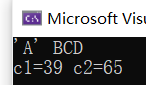 Microsoft Visu
'A' BCD
c1=39 c2=65